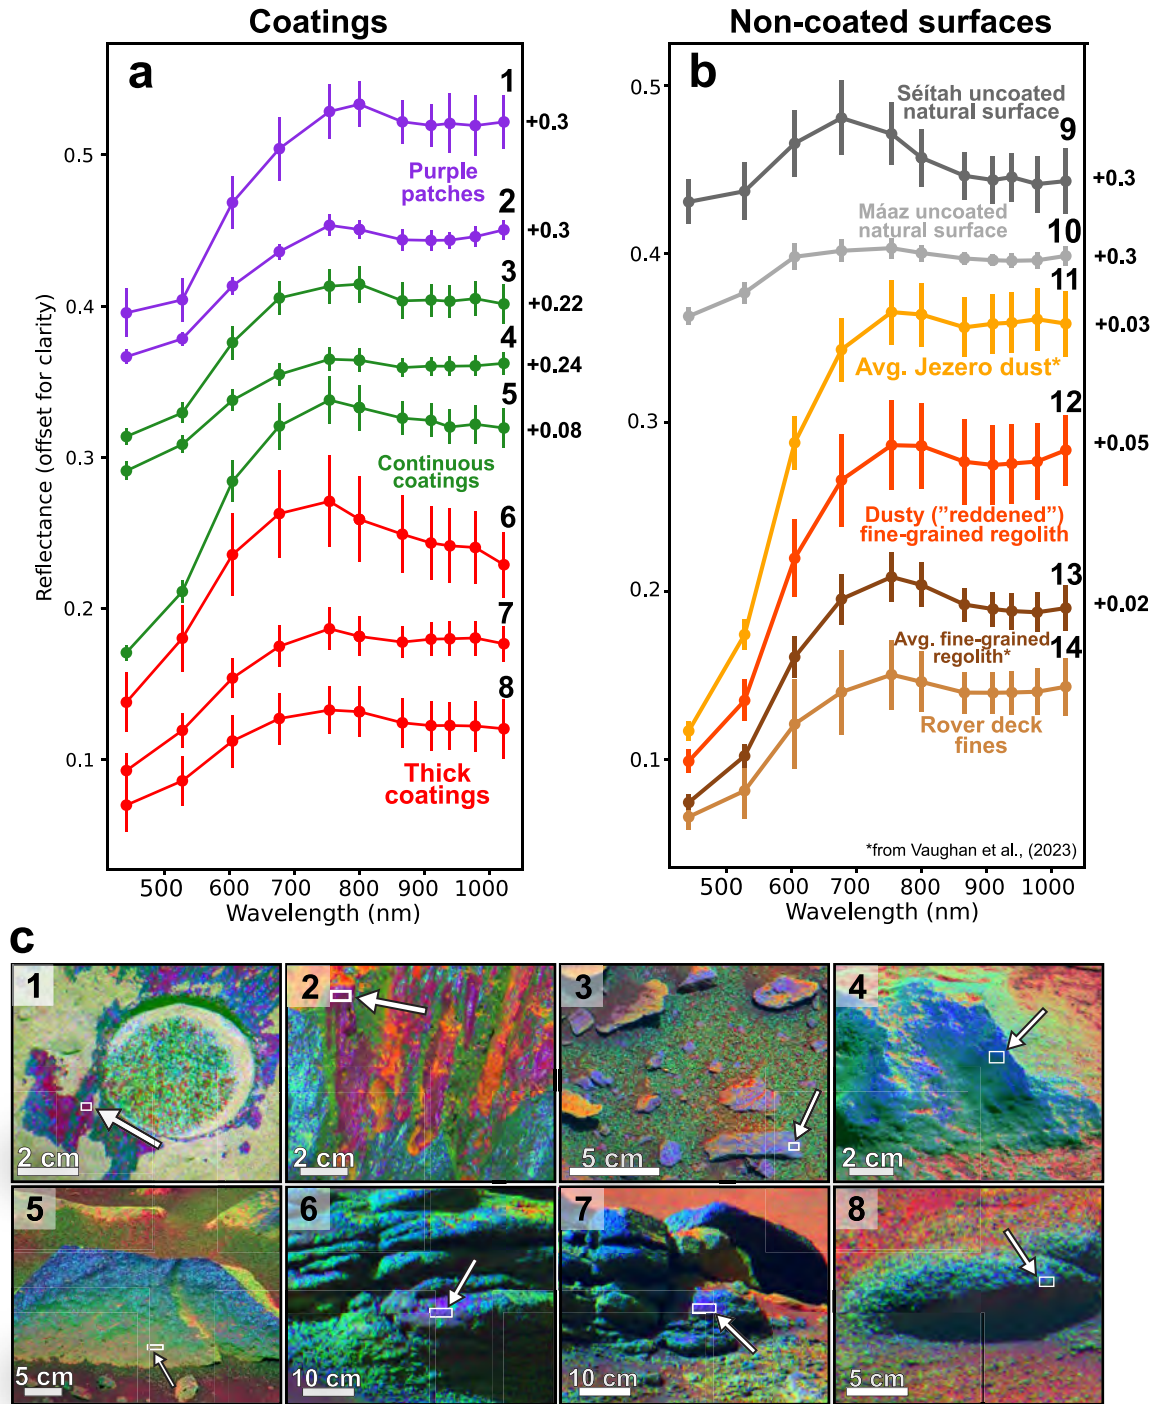 Coatings
Non-coated surfaces
a
1
+0.3
Purple
patches
2
+0.3
3
+0.22
4
+0.24
5
+0.08
Continuous
coatings
6
7
8
Thick
coatings
0.5
0.4
0.3
0.2
0.1
Reflectance (offset for clarity)
500 600 700 800 900 1000
Wavelength (nm)
b
Séítah uncoated
natural surface
9
+0.3
Máaz uncoated
natural surface
10
+0.3
11
+0.03
Avg. Jezero dust*
12
+0.05
Dusty ("reddened")
fine-grained regolith
13
+0.02
Avg. fine-grained
regolith*
14
Rover deck
fines
*from Vaughan et al., (2023)
0.5
0.4
0.3
0.2
0.1
500 600 700 800 900 1000
Wavelength (nm)
c
1
2 cm
2
2 cm
3
5 cm
4
2 cm
5
5 cm
6
10 cm
7
10 cm
8
5 cm